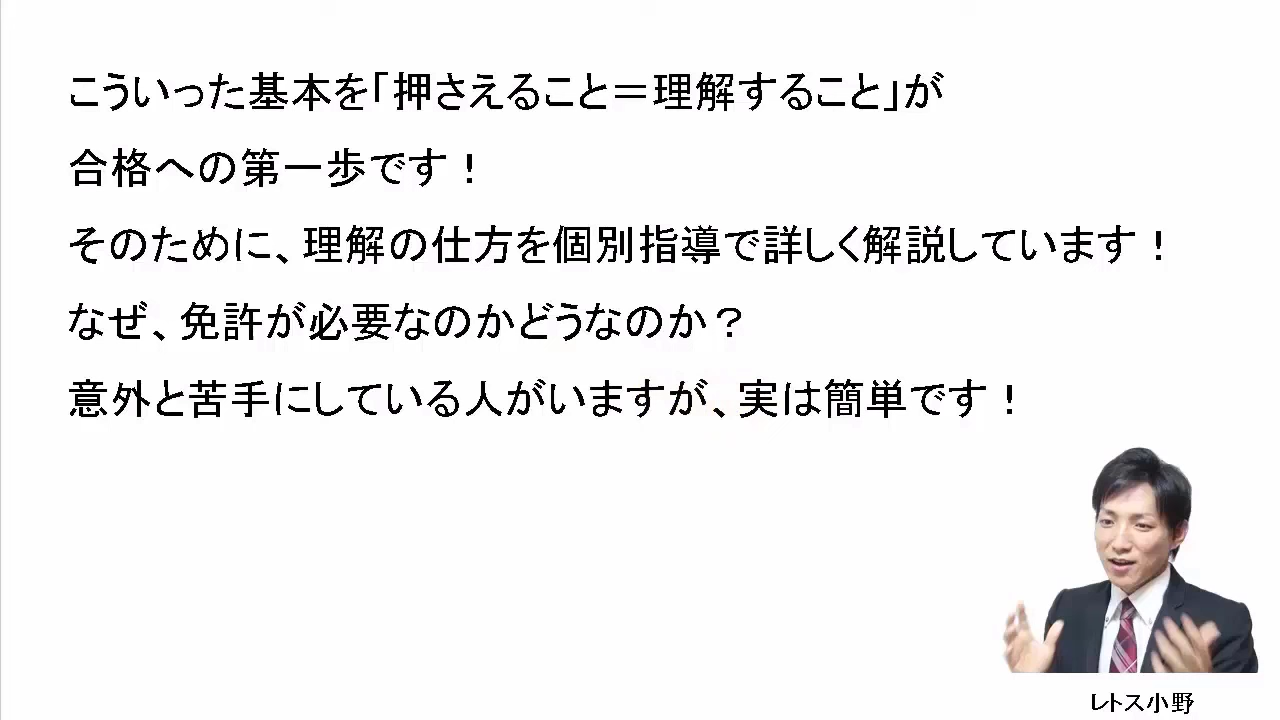 こういった基本を｢押さえること＝理解すること｣が
合格への第一歩です！
そのために、理解の仕方を個別指導で詳しく解説しています！
なぜ、免許が必要なのかどうなのか？
意外と苦手にしている人がいますが、実は簡単です！
レトス小野